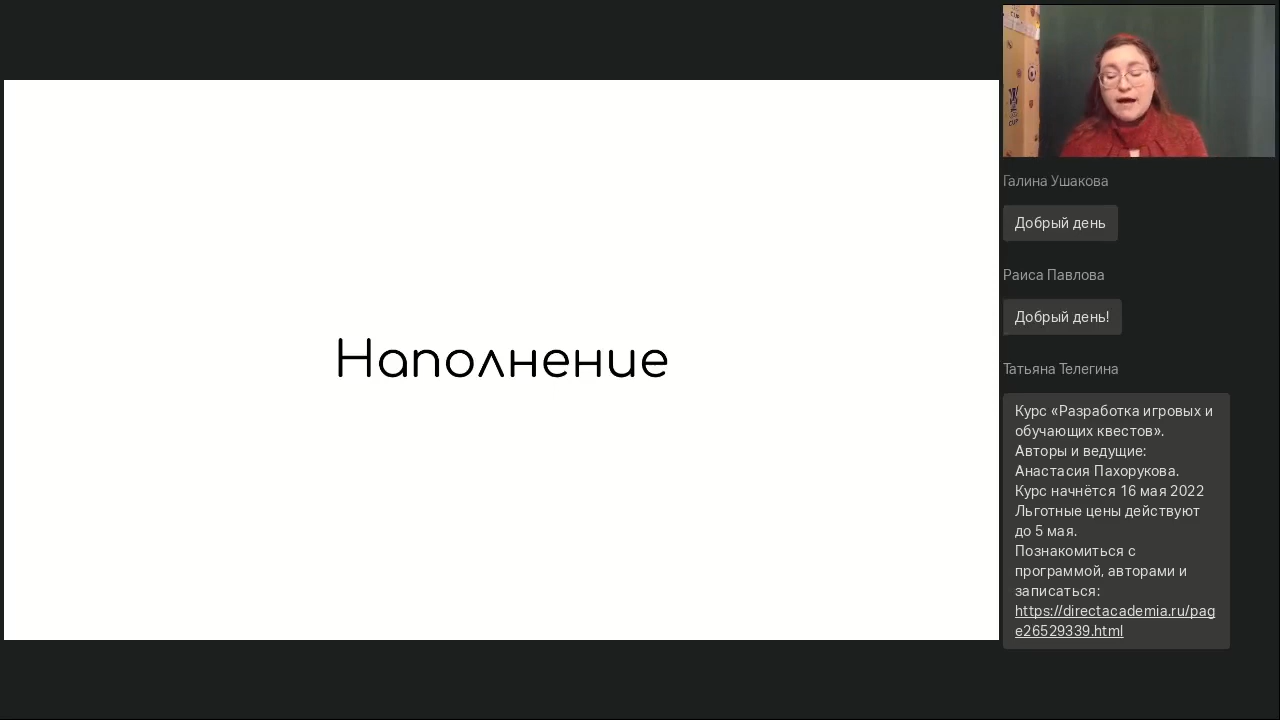 Наполнение
Галина Ушакова
Добрый день
Раиса Павлова
Добрый день!
Татьяна Телегина
Курс «Разработка игровых и
обучающих квестов».
Авторы и ведущие:
Анастасия Пахорукова.
Курс начнётся 16 мая 2022
Льготные цены действуют
до 5 мая.
Познакомиться с
программой, авторами и
записаться:
https://directacademia.ru/pag
e26529339.html